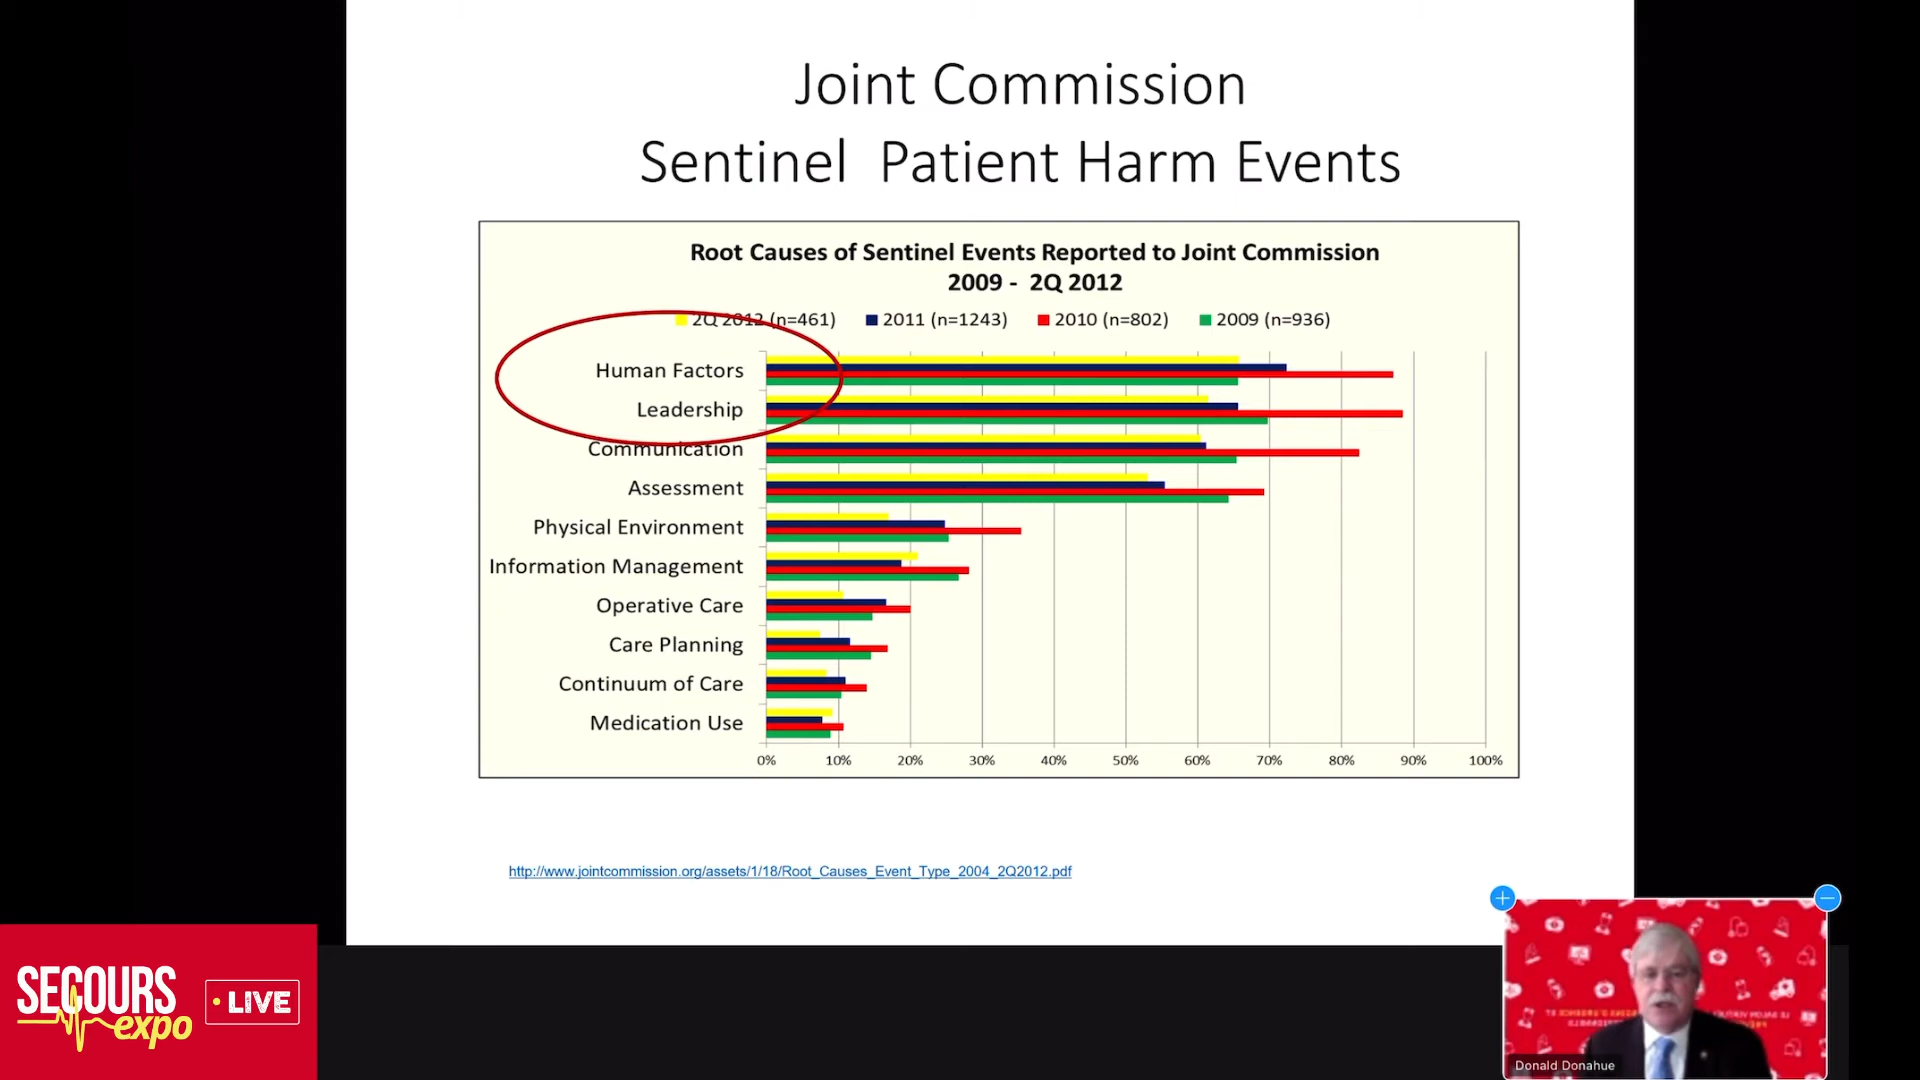 Joint Commission
Sentinel Patient Harm Events
Root Causes of Sentinel Events Reported to Joint Commission
2009 - 2Q 2012
2Q 2012 (n=461) 2011 (n=1243) 2010 (n=802) 2009 (n=936)
Human Factors
Leadership
Communication
Assessment
Physical Environment
Information Management
Operative Care
Care Planning
Continuum of Care
Medication Use
0% 10% 20% 30% 40% 50% 60% 70% 80% 90% 100%
http://www.jointcommission.org/assets/1/18/Root_Causes_Event_Type_2004_2Q2012.pdf
SECOURS
expo
LIVE
Donald Donahue